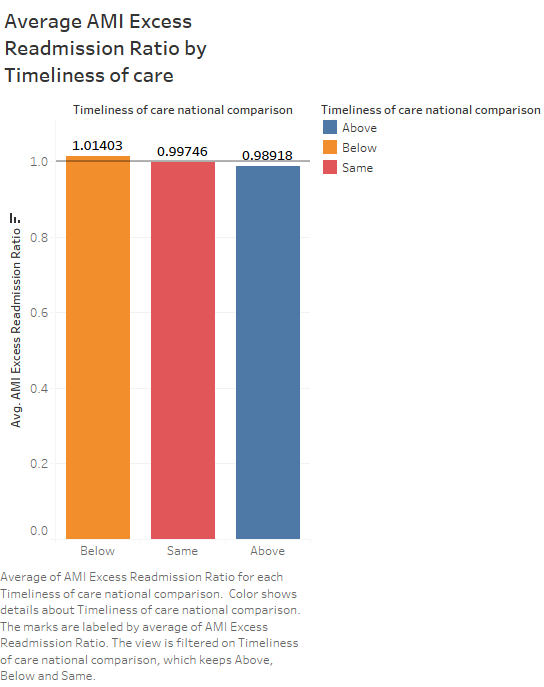 Average AMI Excess
Readmission Ratio by
Timeliness of care
Timeliness of care national comparison
Timeliness of care national comparison
Above
Below
Same
1.01403
0.99746
0.98918
1.0
0.8
0.6
0.4
0.2
0.0
Avg. AMI Excess Readmission Ratio
Below
Same
Above
Average of AMI Excess Readmission Ratio for each
Timeliness of care national comparison. Color shows
details about Timeliness of care national comparison.
The marks are labeled by average of AMI Excess
Readmission Ratio. The view is filtered on Timeliness
of care national comparison, which keeps Above,
Below and Same.